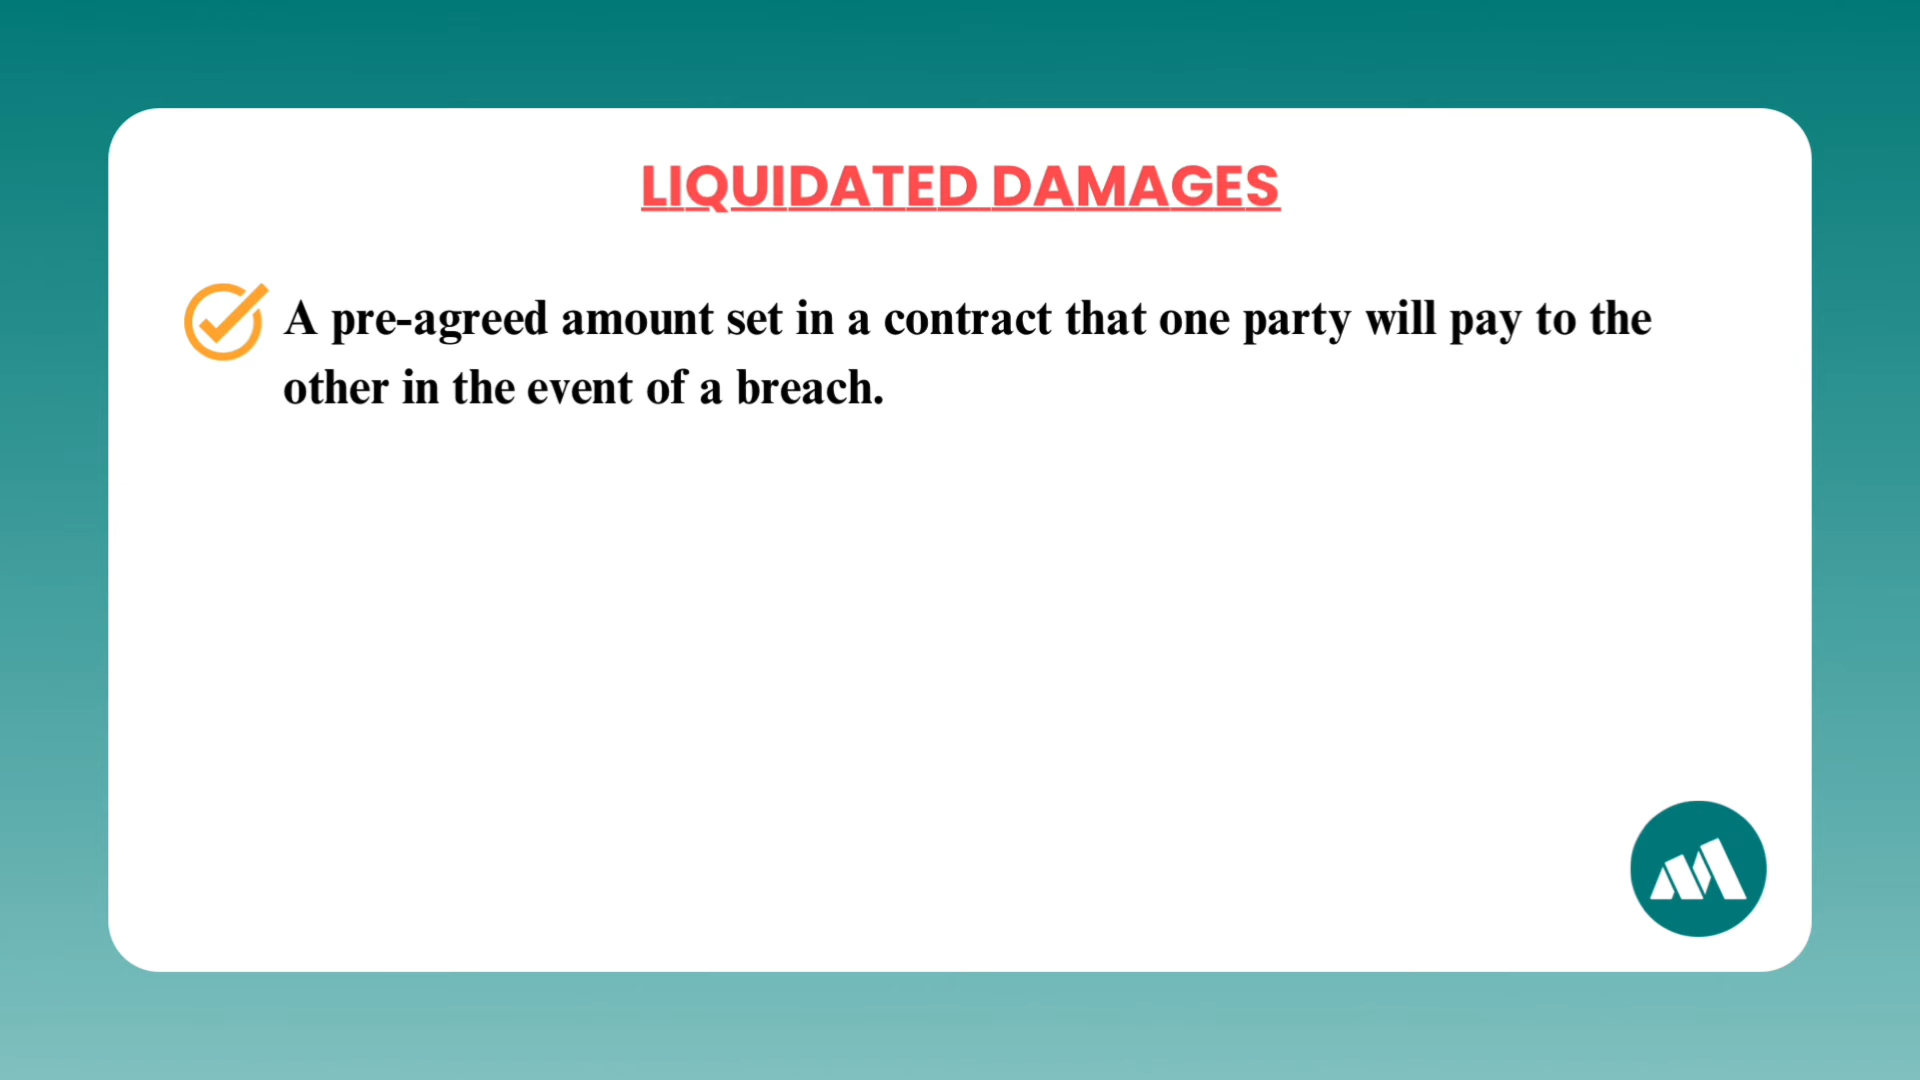 LIQUIDATED DAMAGES
A pre-agreed amount set in a contract that one party will pay to the
other in the event of a breach.